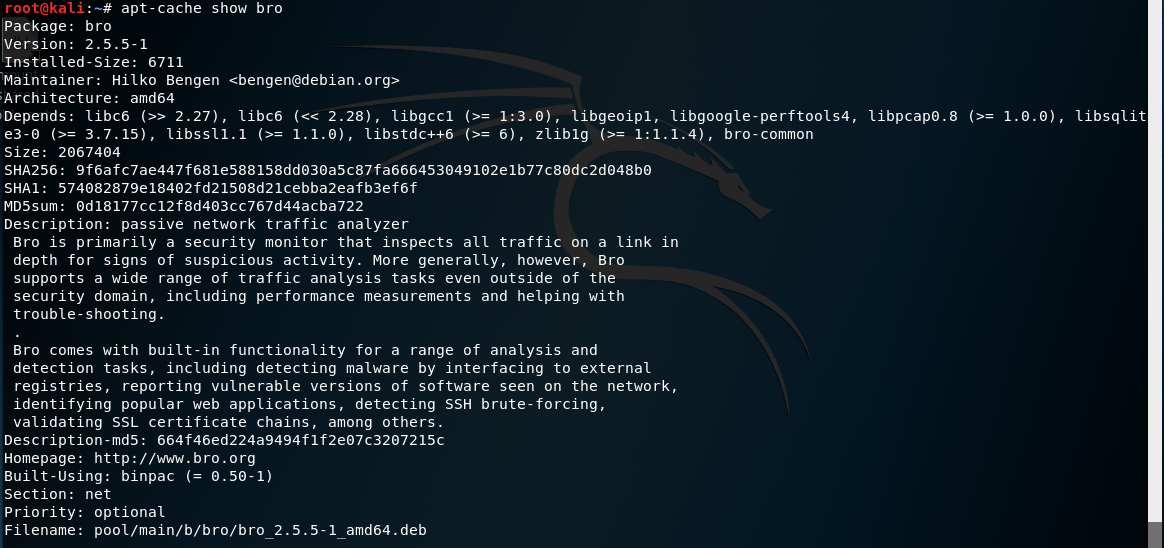 root@kali:~# apt-cache show bro
Package: bro
Version: 2.5.5-1
Installed-Size: 6711
Maintainer: Hilko Bengen <bengen@debian.org>
Architecture: amd64
Depends: libc6 (>> 2.27), libc6 (<< 2.28), libgcc1 (>= 1:3.0), libgeoip1, libgoogle-perftools4, libpcap0.8 (>= 1.0.0), libsqlit
e3-0 (>= 3.7.15), libssl1.1 (>= 1.1.0), libstdc++6 (>= 6), zlib1g (>= 1:1.1.4), bro-common
Size: 2067404
SHA256: 9f6afc7ae447f681e588158dd030a5c87fa666453049102e1b77c80dc2d048b0
SHA1: 574082879e18402fd21508d21cebba2eafb3ef6f
MD5sum: 0d18177cc12f8d403cc767d44acba722
Description: passive network traffic analyzer
 Bro is primarily a security monitor that inspects all traffic on a link in
 depth for signs of suspicious activity. More generally, however, Bro
 supports a wide range of traffic analysis tasks even outside of the
 security domain, including performance measurements and helping with
 trouble-shooting.
 .
 Bro comes with built-in functionality for a range of analysis and
 detection tasks, including detecting malware by interfacing to external
 registries, reporting vulnerable versions of software seen on the network,
 identifying popular web applications, detecting SSH brute-forcing,
 validating SSL certificate chains, among others.
Description-md5: 664f46ed224a9494f1f2e07c3207215c
Homepage: http://www.bro.org
Built-Using: binpac (= 0.50-1)
Section: net
Priority: optional
Filename: pool/main/b/bro/bro_2.5.5-1_amd64.deb